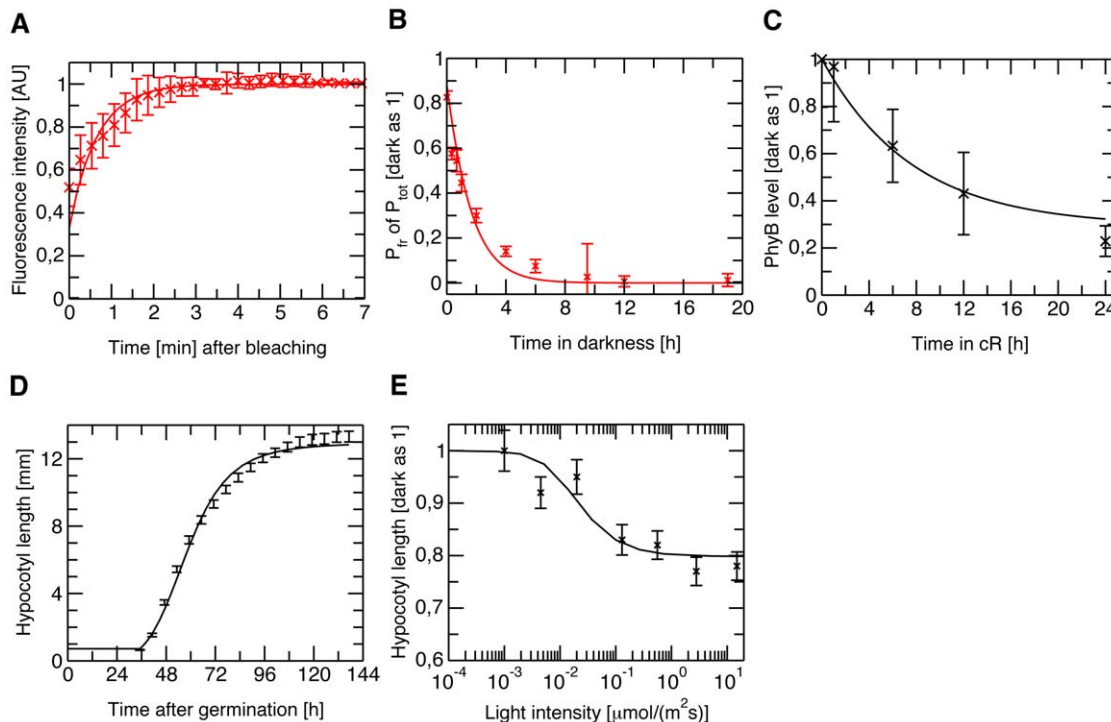 A
Fluorescence intensity [AU]
1
0,8
0,6
0,4
0,2
0
0 1 2 3 4 5 6 7
Time [min] after bleaching
B
P_fr of P_tot [dark as 1]
1
0,8
0,6
0,4
0,2
0
0 4 8 12 16 20
Time in darkness [h]
C
PhyB level [dark as 1]
1
0,8
0,6
0,4
0,2
0
0 4 8 12 16 20 24
Time in cR [h]
D
Hypocotyl length [mm]
12
8
4
0
0 24 48 72 96 120 144
Time after germination [h]
E
Hypocotyl length [dark as 1]
1
0,9
0,8
0,7
0,6
10⁻⁴ 10⁻³ 10⁻² 10⁻¹ 10⁰ 10¹
Light intensity [μmol/(m²s)]